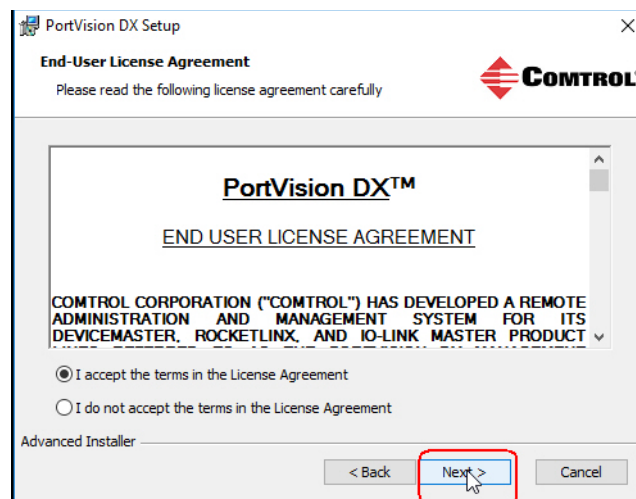 PortVision DX Setup
End-User License Agreement
Please read the following license agreement carefully
COMTROL
PortVision DX™
END USER LICENSE AGREEMENT
COMTROL CORPORATION ("COMTROL") HAS DEVELOPED A REMOTE
ADMINISTRATION AND MANAGEMENT SYSTEM FOR ITS
DEVICEMASTER, ROCKETLINX, AND IO-LINK MASTER PRODUCT
I accept the terms in the License Agreement
I do not accept the terms in the License Agreement
Advanced Installer
< Back
Next >
Cancel